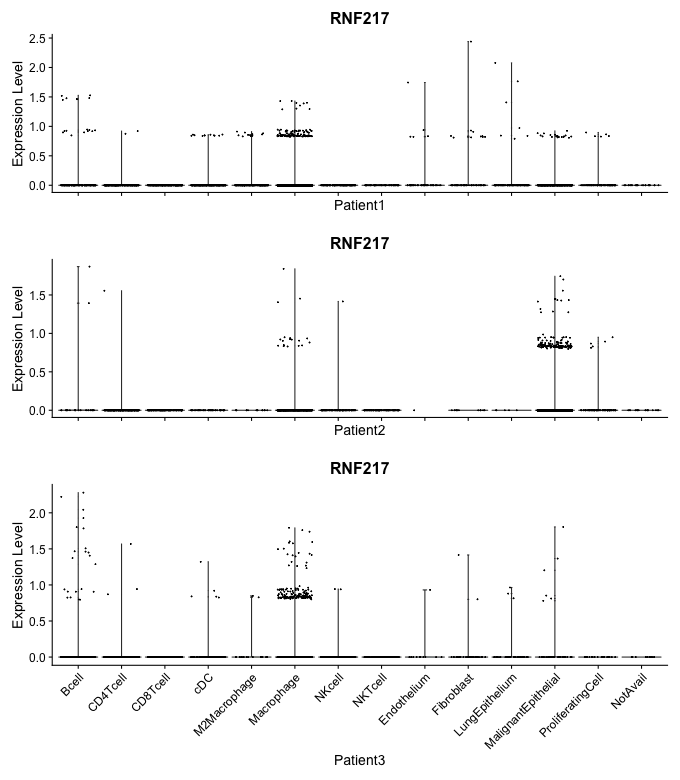 RNF217
Expression Level
2.5
2.0
1.5
1.0
0.5
0.0
Patient1
RNF217
Expression Level
1.5
1.0
0.5
0.0
Patient2
RNF217
Expression Level
2.0
1.5
1.0
0.5
0.0
Bcell
CD4Tcell
CD8Tcell
cDC
M2Macrophage
Macrophage
NKcell
NKTcell
Endothelium
Fibroblast
LungEpithelium
MalignantEpithelial
ProliferatingCell
NotAvail
Patient3